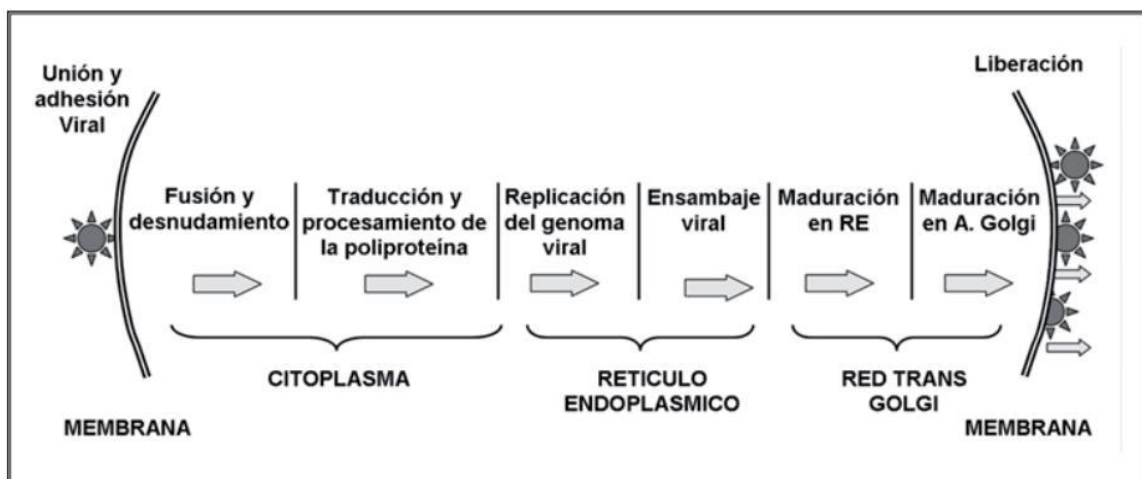 Unión y
adhesión
Viral
Liberación
Fusión y
desnudamiento
Traducción y
procesamiento de
la poliproteína
Replicación
del genoma
viral
Ensambaje
viral
Maduración
en RE
Maduración
en A. Golgi
CITOPLASMA
RETICULO
ENDOPLASMICO
RED TRANS
GOLGI
MEMBRANA
MEMBRANA